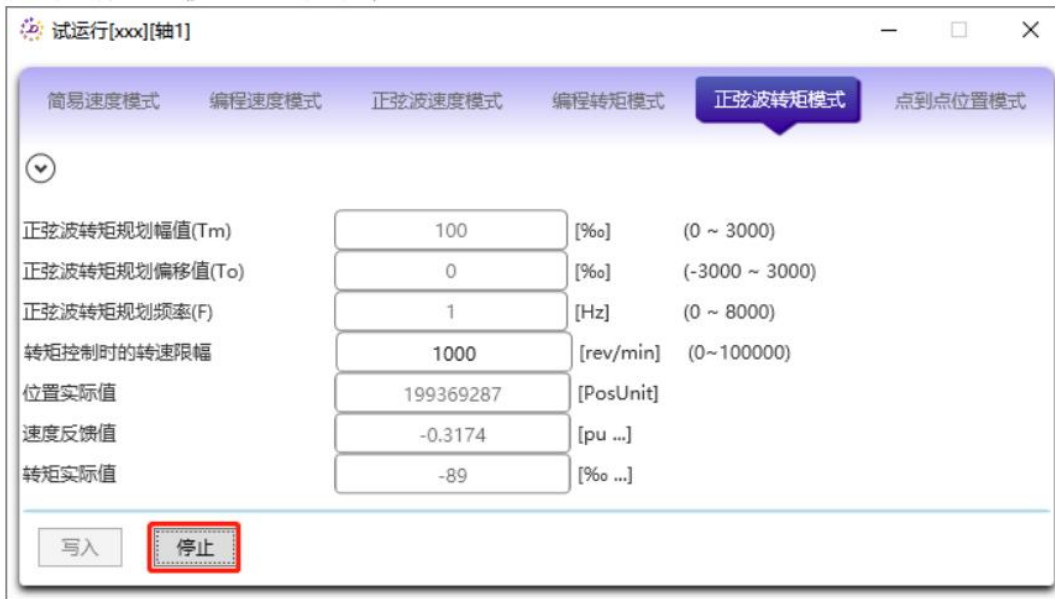 试运行[xxx][轴1]
简易速度模式 编程速度模式 正弦波速度模式 编程转矩模式 正弦波转矩模式 点到点位置模式
正弦波转矩规划幅值(Tm) 100 [‰] (0 ~ 3000)
正弦波转矩规划偏移值(To) 0 [‰] (-3000 ~ 3000)
正弦波转矩规划频率(F) 1 [Hz] (0 ~ 8000)
转矩控制时的转速限幅 1000 [rev/min] (0~100000)
位置实际值 199369287 [PosUnit]
速度反馈值 -0.3174 [pu ...]
转矩实际值 -89 [‰ ...]
写入 停止